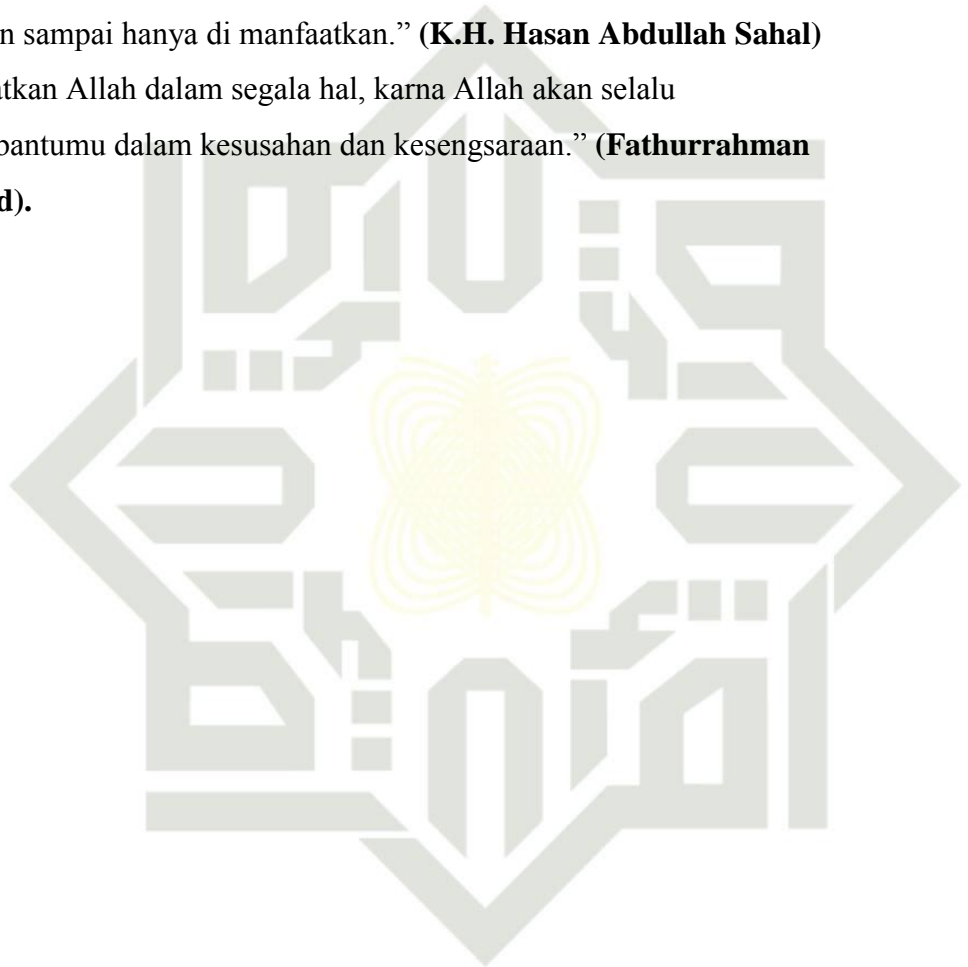 n sampai hanya di manfaatkan.” (K.H. Hasan Abdullah Sahal)
atkan Allah dalam segala hal, karna Allah akan selalu
bantumu dalam kesusahan dan kesengsaraan.” (Fathurrahman
d).